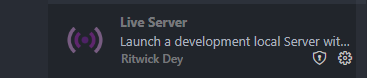 Live Server
Launch a development local Server wit...
Ritwick Dey